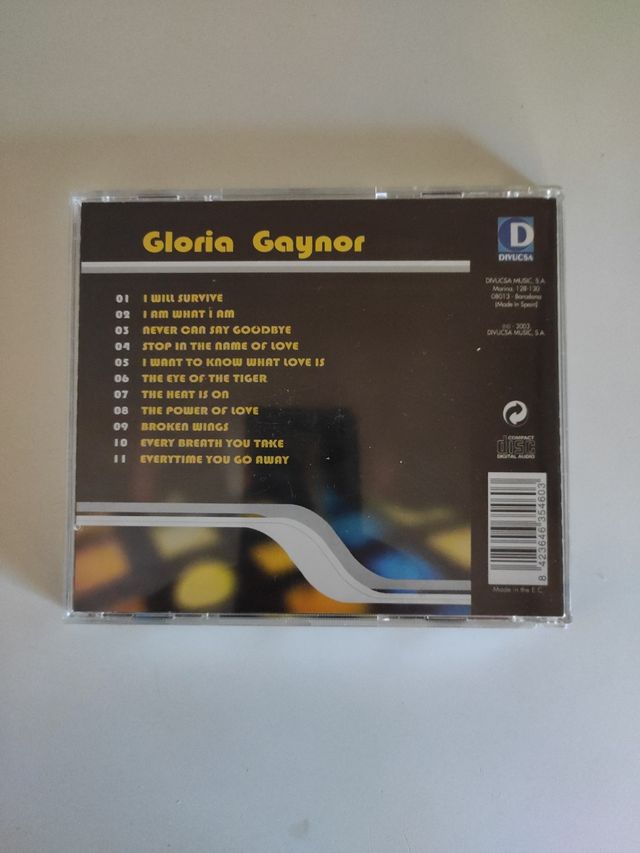 Gloria Gaynor
01 I WILL SURVIVE
02 I AM WHAT I AM
03 NEVER CAN SAY GOODBYE
04 STOP IN THE NAME OF LOVE
05 I WANT TO KNOW WHAT LOVE IS
06 THE EYE OF THE TIGER
07 THE HEAT IS ON
08 THE POWER OF LOVE
09 BROKEN WINGS
10 EVERY BREATH YOU TAKE
11 EVERYTIME YOU GO AWAY
D
DIVUCSA
DIVUCSA MUSIC, S.A.
Marina, 128-130
08013 - Barcelona
(Made in Spain)
2003
DIVUCSA MUSIC, S.A.
COMPACT
disc
DIGITAL AUDIO
8 423646 354603
Made in the E.C.